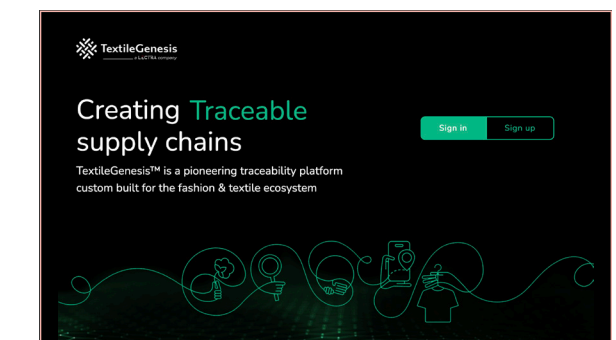 TextileGenesis
a LECTRA company
Creating Traceable
supply chains
TextileGenesis™ is a pioneering traceability platform
custom built for the fashion & textile ecosystem
Sign in
Sign up